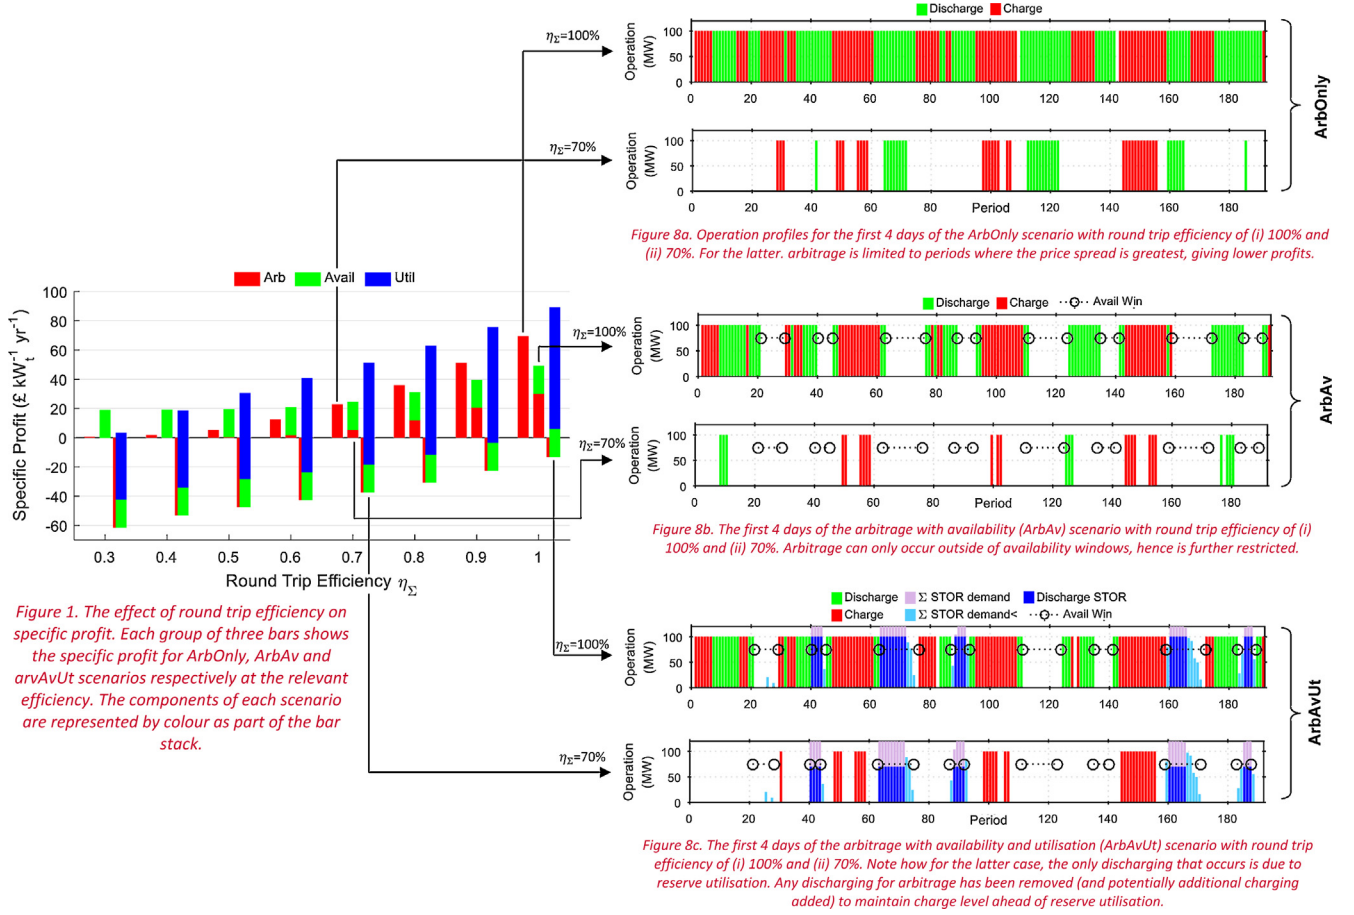 Discharge Charge
η_Σ=100%
Operation (MW)
100
50
0
0 20 40 60 80 100 120 140 160 180
ArbOnly
η_Σ=70%
Operation (MW)
100
50
0
0 20 40 60 80 Period 120 140 160 180
Figure 8a. Operation profiles for the first 4 days of the ArbOnly scenario with round trip efficiency of (i) 100% and
(ii) 70%. For the latter. arbitrage is limited to periods where the price spread is greatest, giving lower profits.
Arb Avail Util
Specific Profit (£ kW_t^-1 yr^-1)
100
80
60
40
20
0
-20
-40
-60
0.3 0.4 0.5 0.6 0.7 0.8 0.9 1
Round Trip Efficiency η_Σ
Figure 1. The effect of round trip efficiency on
specific profit. Each group of three bars shows
the specific profit for ArbOnly, ArbAv and
arvAvUt scenarios respectively at the relevant
efficiency. The components of each scenario
are represented by colour as part of the bar
stack.
Discharge Charge Avail Win
η_Σ=100%
Operation (MW)
100
50
0
0 20 40 60 80 100 120 140 160 180
ArbAv
η_Σ=70%
Operation (MW)
100
50
0
0 20 40 60 80 Period 120 140 160 180
Figure 8b. The first 4 days of the arbitrage with availability (ArbAv) scenario with round trip efficiency of (i)
100% and (ii) 70%. Arbitrage can only occur outside of availability windows, hence is further restricted.
Discharge Σ STOR demand Discharge STOR
Charge Σ STOR demand< Avail Win
η_Σ=100%
Operation (MW)
100
50
0
0 20 40 60 80 100 120 140 160 180
ArbAvUt
η_Σ=70%
Operation (MW)
100
50
0
0 20 40 60 80 Period 120 140 160 180
Figure 8c. The first 4 days of the arbitrage with availability and utilisation (ArbAvUt) scenario with round trip
efficiency of (i) 100% and (ii) 70%. Note how for the latter case, the only discharging that occurs is due to
reserve utilisation. Any discharging for arbitrage has been removed (and potentially additional charging
added) to maintain charge level ahead of reserve utilisation.